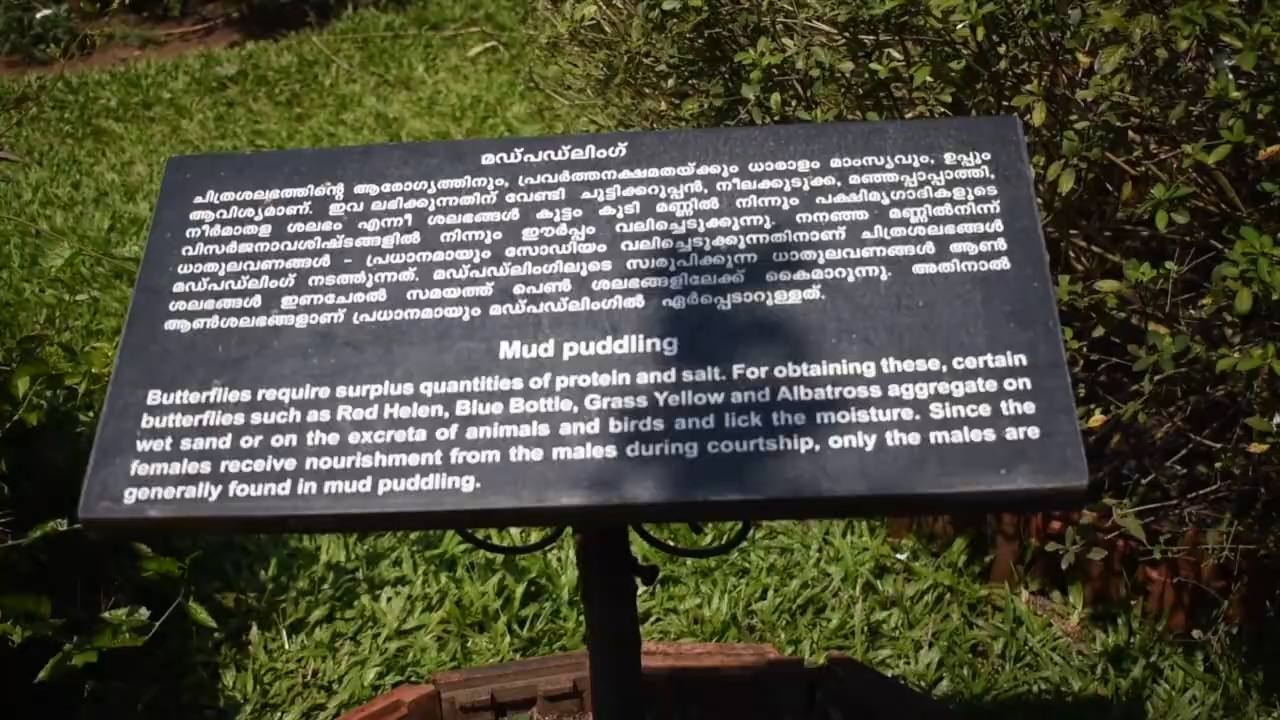 മഡ്പഡ്‌ലിംഗ്
ചിത്രശലഭത്തിന്റെ ആരോഗ്യത്തിനും, പ്രവർത്തനക്ഷമതയ്ക്കും ധാരാളം മാംസ്യവും, ഉപ്പും
ആവിശ്യമാണ്. ഇവ ലഭിക്കുന്നതിന് വേണ്ടി ചുട്ടിക്കറുപ്പൻ, നീലക്കുടുക്ക, മഞ്ഞപ്പാപ്പാത്തി,
നീർമാതള ശലഭം എന്നീ ശലഭങ്ങൾ കൂട്ടം കൂടി മണ്ണിൽ നിന്നും പക്ഷിമൃഗാദികളുടെ
വിസർജനാവശിഷ്ടങ്ങളിൽ നിന്നും ഈർപ്പം വലിച്ചെടുക്കുന്നു. നനഞ്ഞ മണ്ണിൽനിന്ന്
ധാതുലവണങ്ങൾ - പ്രധാനമായും സോഡിയം വലിച്ചെടുക്കുന്നതിനാണ് ചിത്രശലഭങ്ങൾ
മഡ്പഡ്‌ലിംഗ് നടത്തുന്നത്. മഡ്പഡ്‌ലിംഗിലൂടെ സ്വരൂപിക്കുന്ന ധാതുലവണങ്ങൾ ആൺ
ശലഭങ്ങൾ ഇണചേരൽ സമയത്ത് പെൺ ശലഭങ്ങളിലേക്ക് കൈമാറുന്നു. അതിനാൽ
ആൺശലഭങ്ങളാണ് പ്രധാനമായും മഡ്പഡ്‌ലിംഗിൽ ഏർപ്പെടാറുള്ളത്.
Mud puddling
Butterflies require surplus quantities of protein and salt. For obtaining these, certain
butterflies such as Red Helen, Blue Bottle, Grass Yellow and Albatross aggregate on
wet sand or on the excreta of animals and birds and lick the moisture. Since the
females receive nourishment from the males during courtship, only the males are
generally found in mud puddling.